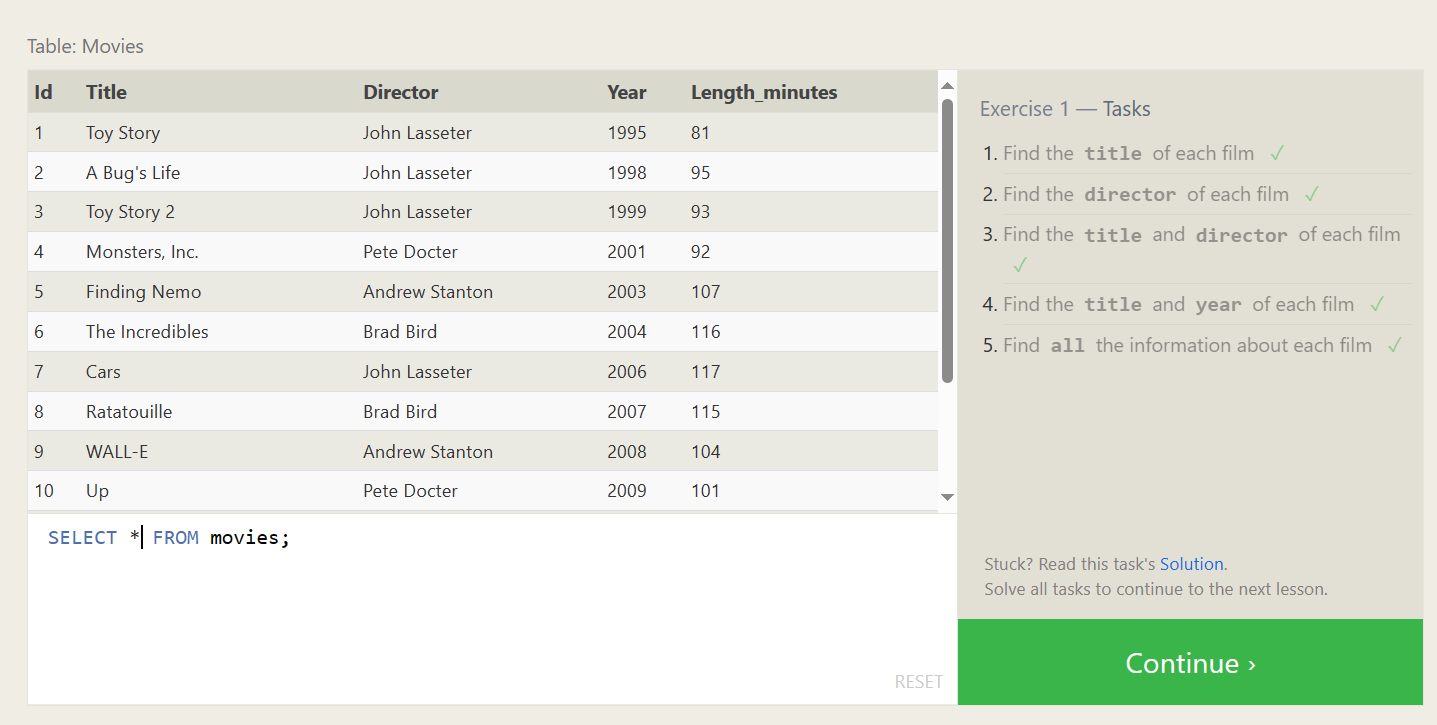 Table: Movies
Id Title Director Year Length_minutes
1 Toy Story John Lasseter 1995 81
2 A Bug's Life John Lasseter 1998 95
3 Toy Story 2 John Lasseter 1999 93
4 Monsters, Inc. Pete Docter 2001 92
5 Finding Nemo Andrew Stanton 2003 107
6 The Incredibles Brad Bird 2004 116
7 Cars John Lasseter 2006 117
8 Ratatouille Brad Bird 2007 115
9 WALL-E Andrew Stanton 2008 104
10 Up Pete Docter 2009 101
SELECT * FROM movies;
RESET
Exercise 1 — Tasks
1. Find the title of each film ✓
2. Find the director of each film ✓
3. Find the title and director of each film
✓
4. Find the title and year of each film ✓
5. Find all the information about each film ✓
Stuck? Read this task's Solution.
Solve all tasks to continue to the next lesson.
Continue ›